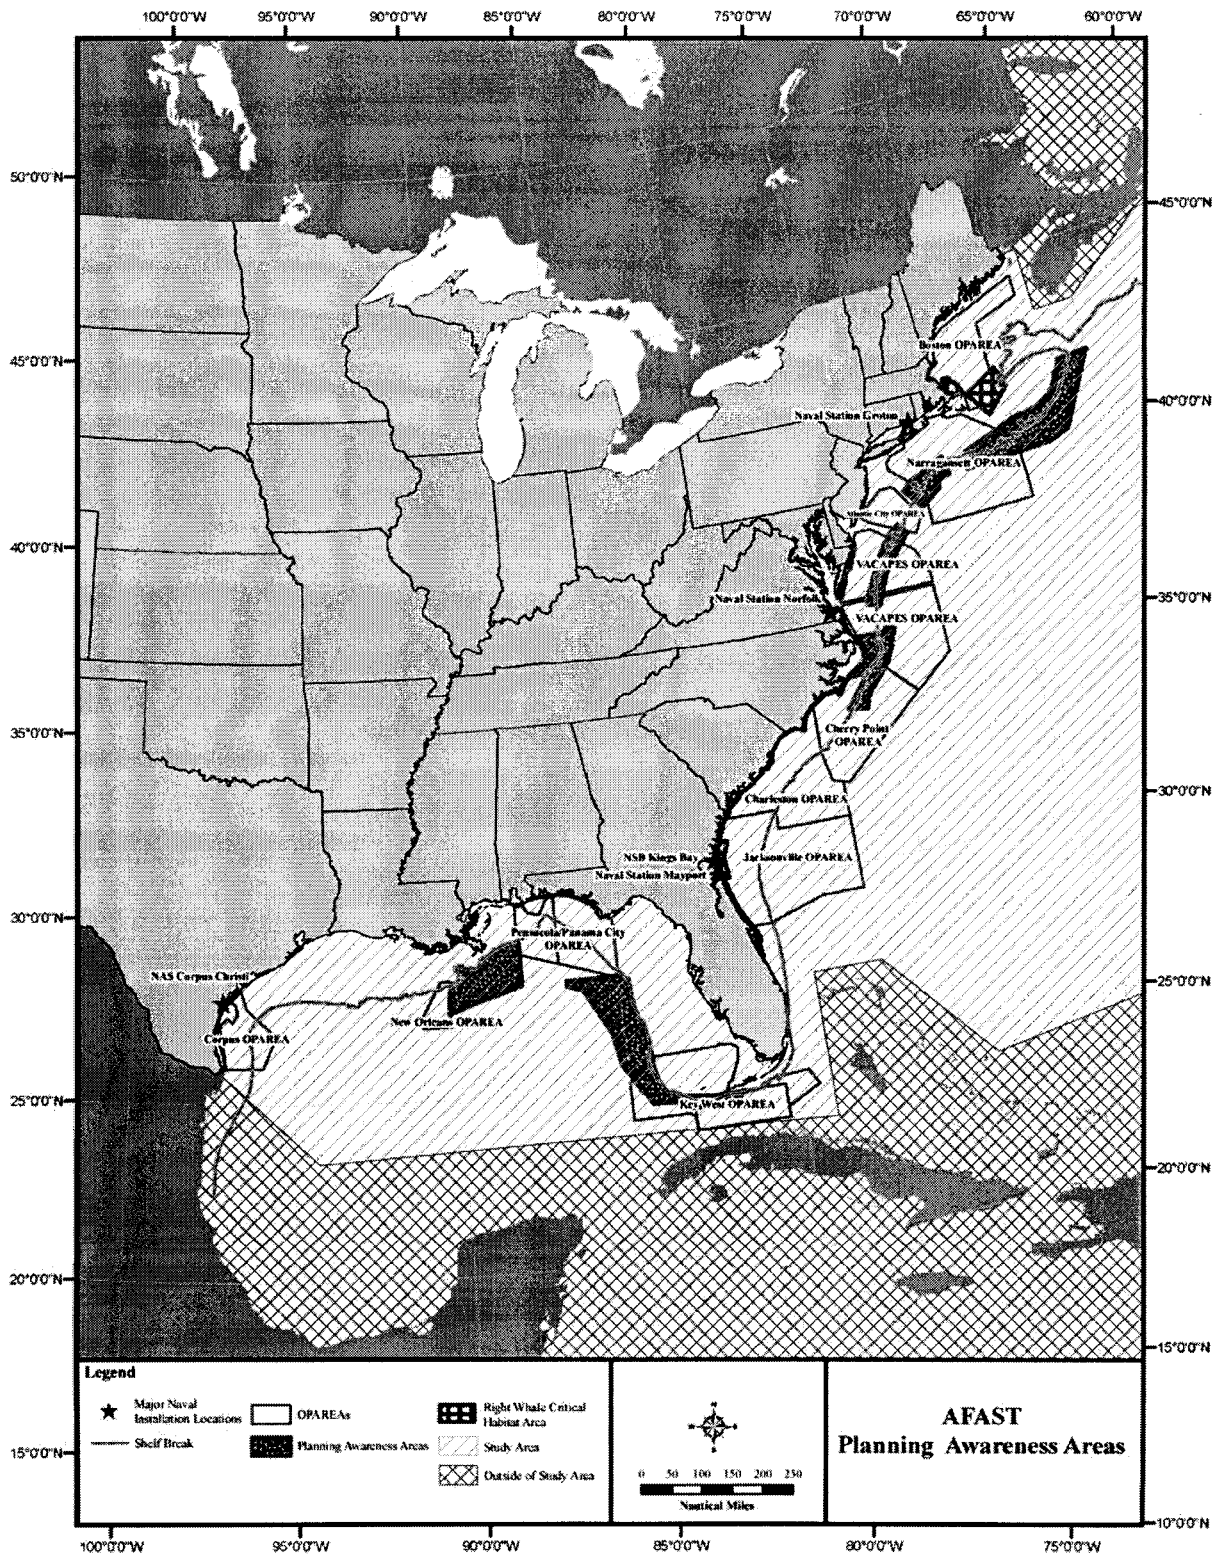 100°0'0"W 95°0'0"W 90°0'0"W 85°0'0"W 80°0'0"W 75°0'0"W 70°0'0"W 65°0'0"W 60°0'0"W
50°0'0"N
45°0'0"N
Boston OPAREA
45°0'0"N
40°0'0"N
Naval Station Groton
Narragansett OPAREA
Atlantic City OPAREA
40°0'0"N
VACAPES OPAREA
Naval Station Norfolk
35°0'0"N
VACAPES OPAREA
Cherry Point
OPAREA
35°0'0"N
30°0'0"N
Charleston OPAREA
NSB Kings Bay
Jacksonville OPAREA
Naval Station Mayport
30°0'0"N
Pensacola/Panama City
OPAREA
NAS Corpus Christi
25°0'0"N
New Orleans OPAREA
Corpus OPAREA
25°0'0"N
Key West OPAREA
20°0'0"N
20°0'0"N
15°0'0"N
Legend
Major Naval
Installation Locations
Shelf Break
OPAREAs
Planning Awareness Areas
Right Whale Critical
Habitat Area
Study Area
Outside of Study Area
0 50 100 150 200 250
Nautical Miles
AFAST
Planning Awareness Areas
15°0'0"N
10°0'0"N
100°0'0"W 95°0'0"W 90°0'0"W 85°0'0"W 80°0'0"W 75°0'0"W